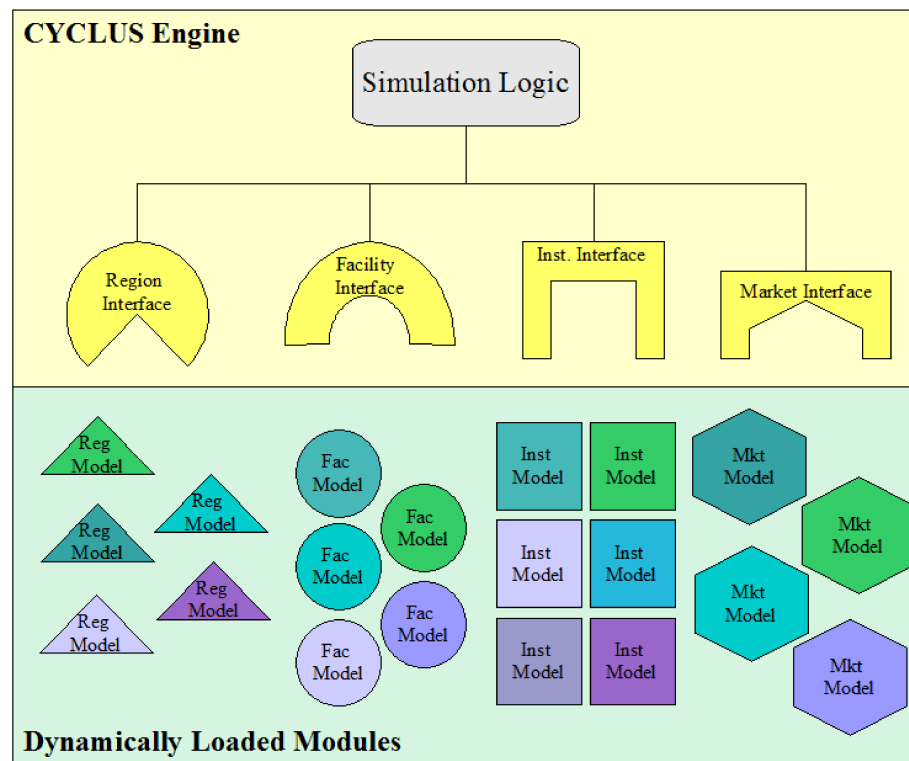 CYCLUS Engine
Simulation Logic
Region
Interface
Facility
Interface
Inst. Interface
Market Interface
Reg
Model
Reg
Model
Reg
Model
Reg
Model
Reg
Model
Fac
Model
Fac
Model
Fac
Model
Fac
Model
Fac
Model
Inst
Model
Inst
Model
Inst
Model
Inst
Model
Inst
Model
Inst
Model
Mkt
Model
Mkt
Model
Mkt
Model
Mkt
Model
Dynamically Loaded Modules